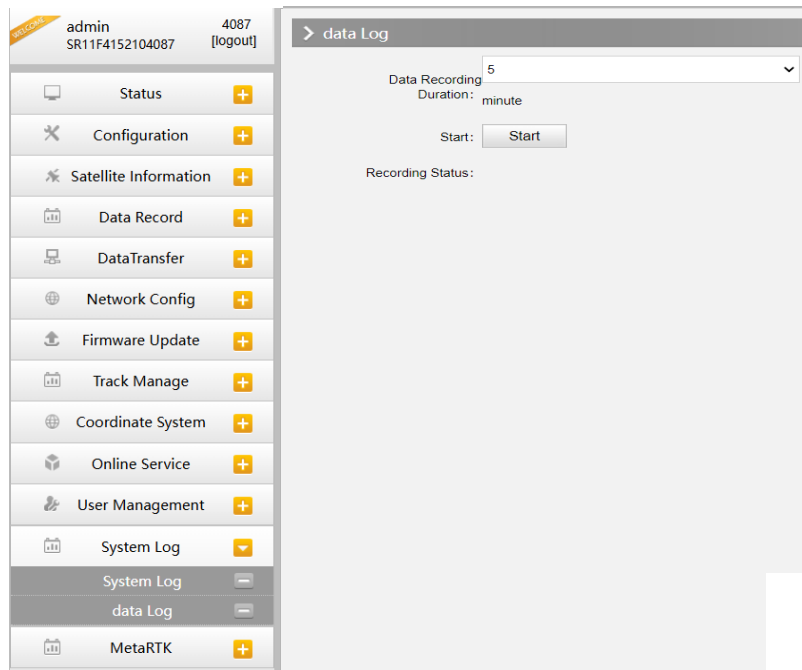 WELCOME
admin
4087
SR11F4152104087
[logout]
Status
Configuration
Satellite Information
Data Record
DataTransfer
Network Config
Firmware Update
Track Manage
Coordinate System
Online Service
User Management
System Log
System Log
data Log
MetaRTK
data Log
Data Recording
Duration:
5
minute
Start:
Start
Recording Status: